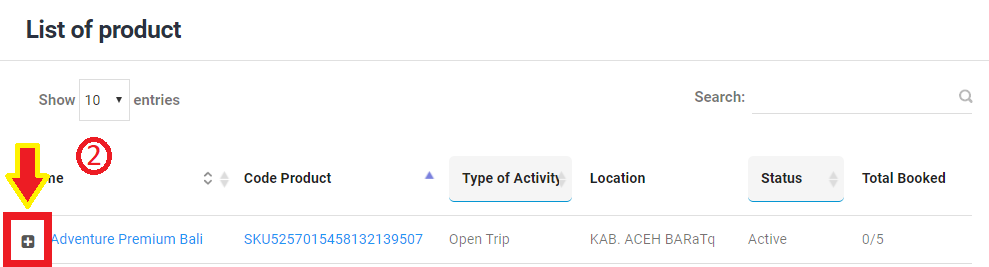 List of product
Show 10 entries
Search:
2
me Code Product Type of Activity Location Status Total Booked
Adventure Premium Bali SKU5257015458132139507 Open Trip KAB. ACEH BARaTq Active 0/5